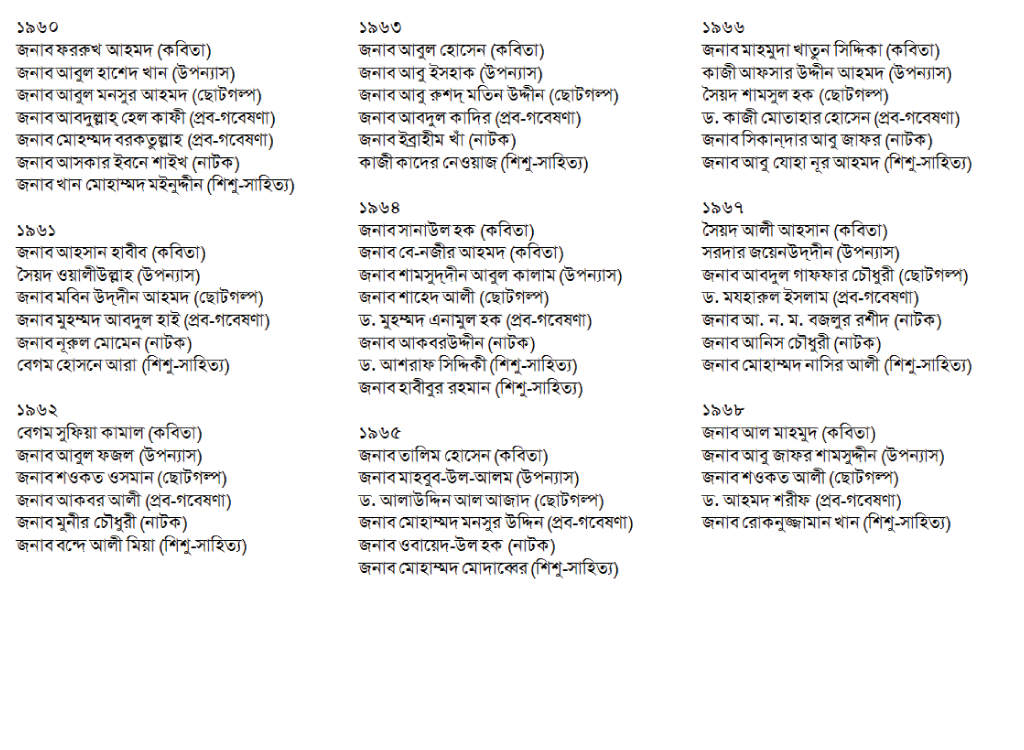 ১৯৬০
জনাব ফররুখ আহমদ (কবিতা)
জনাব আবুল হাশেদ খান (উপন্যাস)
জনাব আবুল মনসুর আহমদ (ছোটগল্প)
জনাব আবদুল্লাহ্ হেল কাফী (প্রব-গবেষণা)
জনাব মোহম্মদ বরকতুল্লাহ (প্রব-গবেষণা)
জনাব আসকার ইবনে শাইখ (নাটক)
জনাব খান মোহাম্মদ মইনুদ্দীন (শিশু-সাহিত্য)
১৯৬১
জনাব আহসান হাবীব (কবিতা)
সৈয়দ ওয়ালীউল্লাহ (উপন্যাস)
জনাব মবিন উদ্‌দীন আহমদ (ছোটগল্প)
জনাব মুহম্মদ আবদুল হাই (প্রব-গবেষণা)
জনাব নূরুল মোমেন (নাটক)
বেগম হোসনে আরা (শিশু-সাহিত্য)
১৯৬২
বেগম সুফিয়া কামাল (কবিতা)
জনাব আবুল ফজল (উপন্যাস)
জনাব শওকত ওসমান (ছোটগল্প)
জনাব আকবর আলী (প্রব-গবেষণা)
জনাব মুনীর চৌধুরী (নাটক)
জনাব বন্দে আলী মিয়া (শিশু-সাহিত্য)
১৯৬৩
জনাব আবুল হোসেন (কবিতা)
জনাব আবু ইসহাক (উপন্যাস)
জনাব আবু রুশদ্ মতিন উদ্দীন (ছোটগল্প)
জনাব আবদুল কাদির (প্রব-গবেষণা)
জনাব ইব্রাহীম খাঁ (নাটক)
কাজী কাদের নেওয়াজ (শিশু-সাহিত্য)
১৯৬৪
জনাব সানাউল হক (কবিতা)
জনাব বে-নজীর আহমদ (কবিতা)
জনাব শামসুদ্‌দীন আবুল কালাম (উপন্যাস)
জনাব শাহেদ আলী (ছোটগল্প)
ড. মুহম্মদ এনামুল হক (প্রব-গবেষণা)
জনাব আকবরউদ্দীন (নাটক)
ড. আশরাফ সিদ্দিকী (শিশু-সাহিত্য)
জনাব হাবীবুর রহমান (শিশু-সাহিত্য)
১৯৬৫
জনাব তালিম হোসেন (কবিতা)
জনাব মাহবুব-উল-আলম (উপন্যাস)
ড. আলাউদ্দিন আল আজাদ (ছোটগল্প)
জনাব মোহাম্মদ মনসুর উদ্দিন (প্রব-গবেষণা)
জনাব ওবায়েদ-উল হক (নাটক)
জনাব মোহাম্মদ মোদাব্বের (শিশু-সাহিত্য)
১৯৬৬
জনাব মাহমুদা খাতুন সিদ্দিকা (কবিতা)
কাজী আফসার উদ্দীন আহমদ (উপন্যাস)
সৈয়দ শামসুল হক (ছোটগল্প)
ড. কাজী মোতাহার হোসেন (প্রব-গবেষণা)
জনাব সিকান্‌দার আবু জাফর (নাটক)
জনাব আবু যোহা নূর আহমদ (শিশু-সাহিত্য)
১৯৬৭
সৈয়দ আলী আহসান (কবিতা)
সরদার জয়েনউদ্‌দীন (উপন্যাস)
জনাব আবদুল গাফফার চৌধুরী (ছোটগল্প)
ড. মযহারুল ইসলাম (প্রব-গবেষণা)
জনাব আ. ন. ম. বজলুর রশীদ (নাটক)
জনাব আনিস চৌধুরী (নাটক)
জনাব মোহাম্মদ নাসির আলী (শিশু-সাহিত্য)
১৯৬৮
জনাব আল মাহমুদ (কবিতা)
জনাব আবু জাফর শামসুদ্দীন (উপন্যাস)
জনাব শওকত আলী (ছোটগল্প)
ড. আহমদ শরীফ (প্রব-গবেষণা)
জনাব রোকনুজ্জামান খান (শিশু-সাহিত্য)